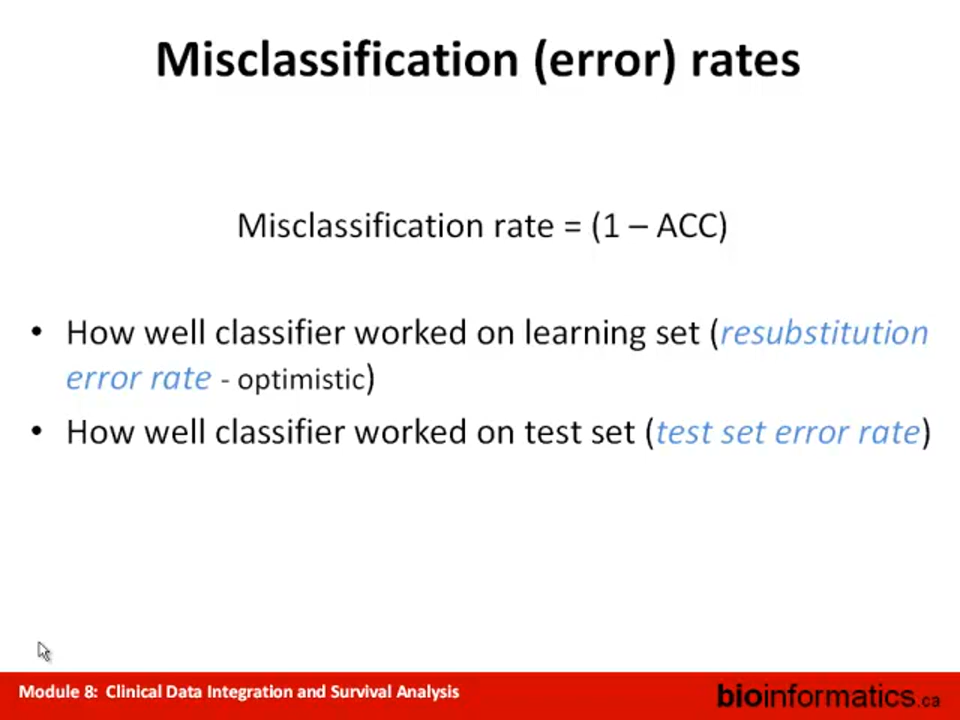 Misclassification (error) rates
Misclassification rate = (1 – ACC)
• How well classifier worked on learning set (resubstitution
error rate - optimistic)
• How well classifier worked on test set (test set error rate)
Module 8: Clinical Data Integration and Survival Analysis
bioinformatics.ca